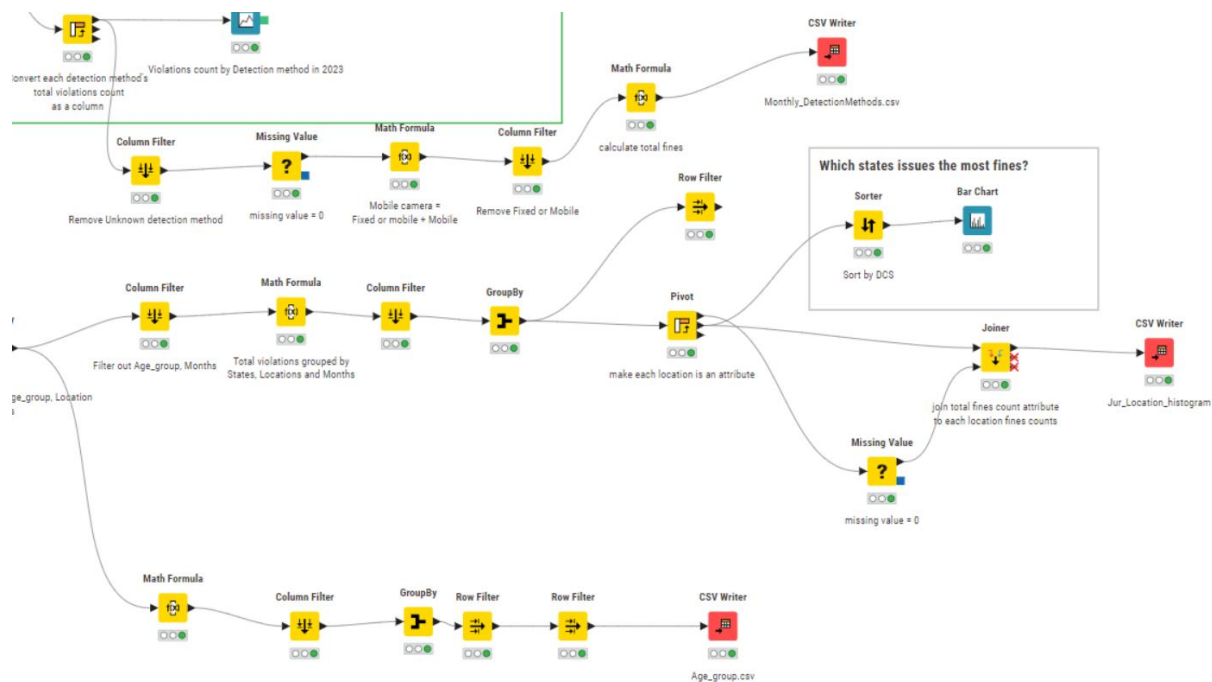 CSV Writer
Math Formula
Convert each detection method's
total violations count
as a column
Violations count by Detection method in 2023
Monthly_DetectionMethods.csv
calculate total fines
Column Filter
Missing Value
?
Math Formula
f(x)
Column Filter
Remove Unknown detection method
missing value = 0
Mobile camera =
Fixed or mobile + Mobile
Remove Fixed or Mobile
Row Filter
Which states issues the most fines?
Sorter
Bar Chart
Sort by DCS
Column Filter
Math Formula
f(x)
Column Filter
GroupBy
Pivot
Filter out Age_group, Months
Total violations grouped by
States, Locations and Months
make each location is an attribute
Joiner
CSV Writer
join total fines count attribute
to each location fines counts
Jur_Location_histogram
Location
Missing Value
?
missing value = 0
Math Formula
f(x)
Column Filter
GroupBy
Row Filter
Row Filter
CSV Writer
Age_group.csv